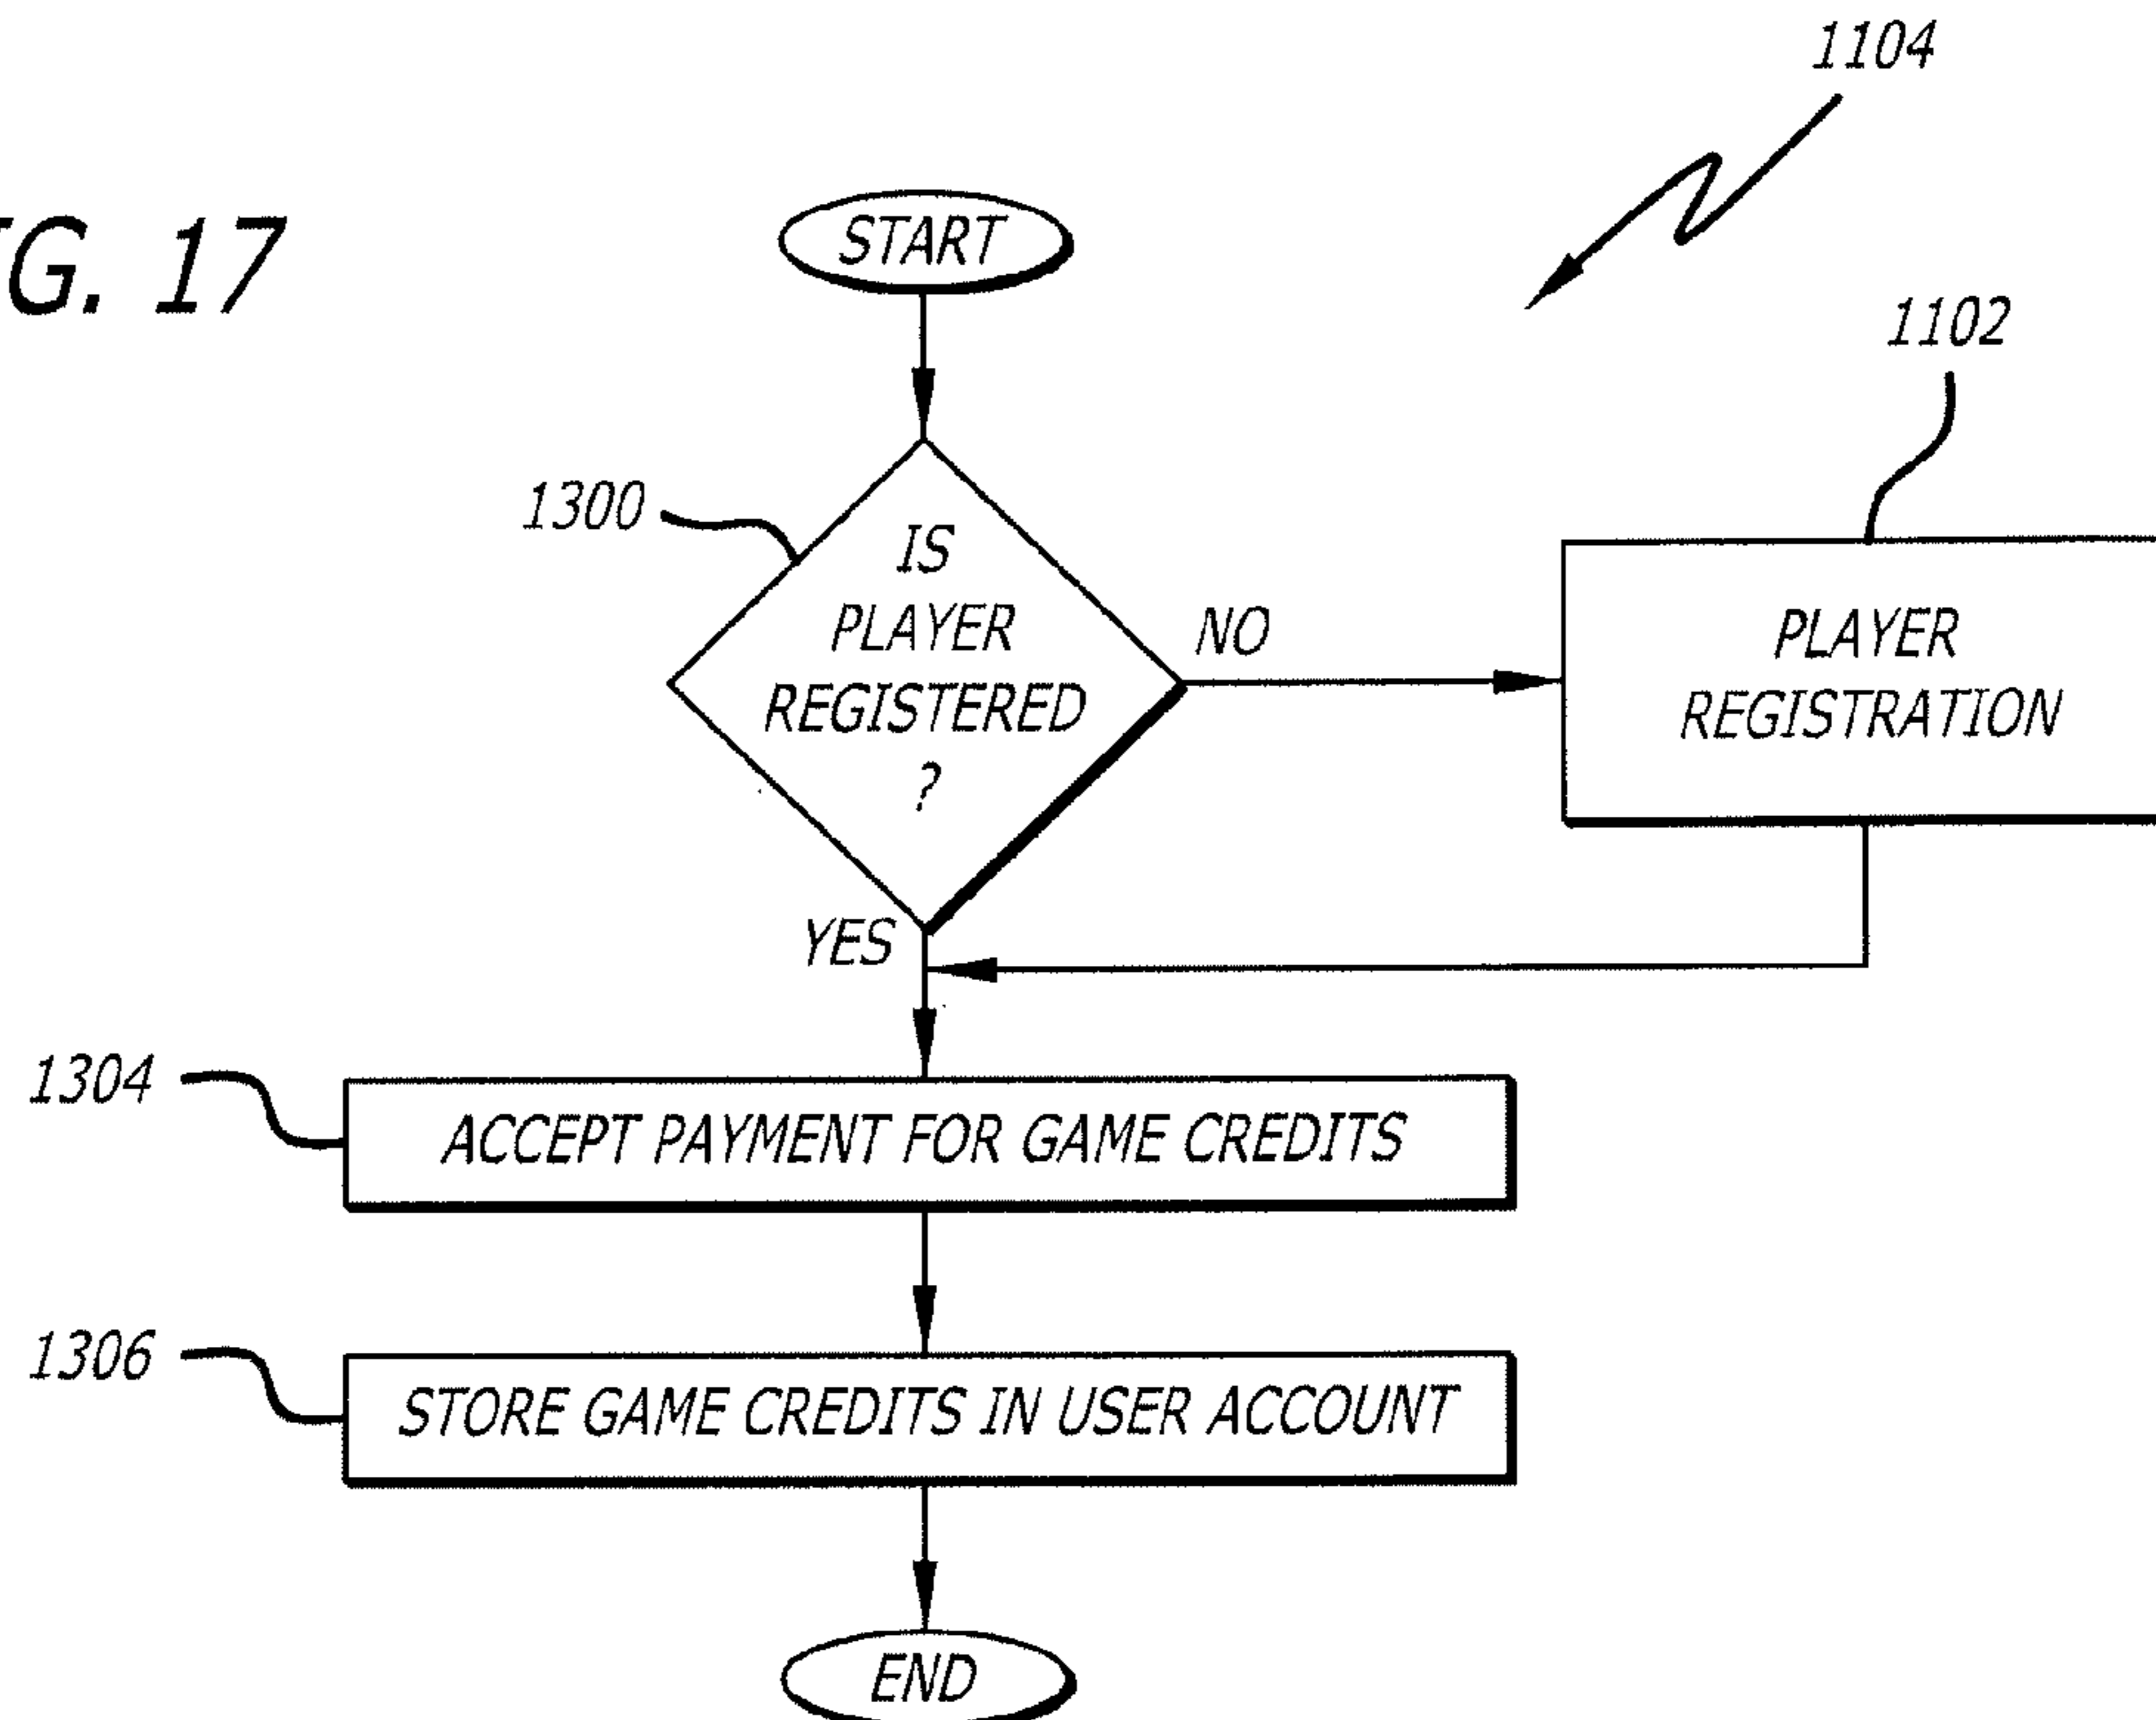 1104
G. 17
START
1102
1300
IS
PLAYER
REGISTERED
?
NO
PLAYER
REGISTRATION
YES
1304
ACCEPT PAYMENT FOR GAME CREDITS
1306
STORE GAME CREDITS IN USER ACCOUNT
END